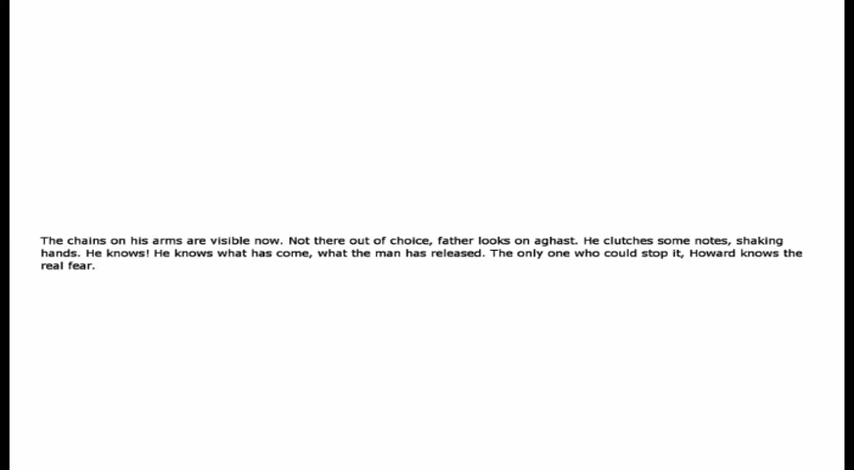 The chains on his arms are visible now. Not there out of choice, father looks on aghast. He clutches some notes, shaking
hands. He knows! He knows what has come, what the man has released. The only one who could stop it, Howard knows the
real fear.